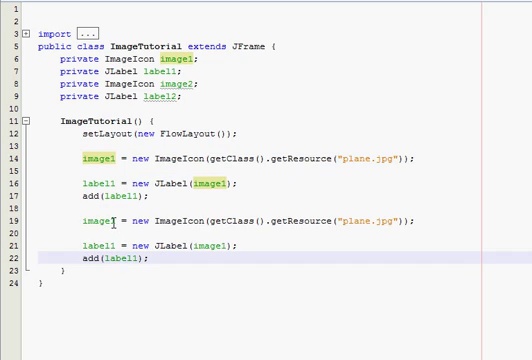 1
2
3 import ...
5 public class ImageTutorial extends JFrame {
6 private ImageIcon image1;
7 private JLabel label1;
8 private ImageIcon image2;
9 private JLabel label2;
10
11 ImageTutorial() {
12 setLayout(new FlowLayout());
13
14 image1 = new ImageIcon(getClass().getResource("plane.jpg"));
15
16 label1 = new JLabel(image1);
17 add(label1);
18
19 image1 = new ImageIcon(getClass().getResource("plane.jpg"));
20
21 label1 = new JLabel(image1);
22 add(label1);
23 }
24 }